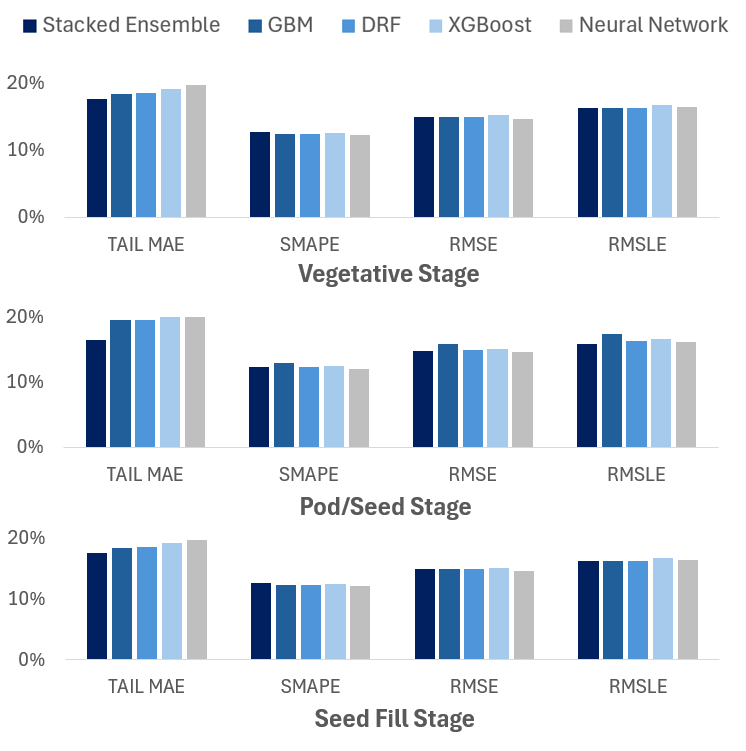 Stacked Ensemble GBM DRF XGBoost Neural Network
20%
10%
0%
TAIL MAE SMAPE RMSE RMSLE
Vegetative Stage
20%
10%
0%
TAIL MAE SMAPE RMSE RMSLE
Pod/Seed Stage
20%
10%
0%
TAIL MAE SMAPE RMSE RMSLE
Seed Fill Stage